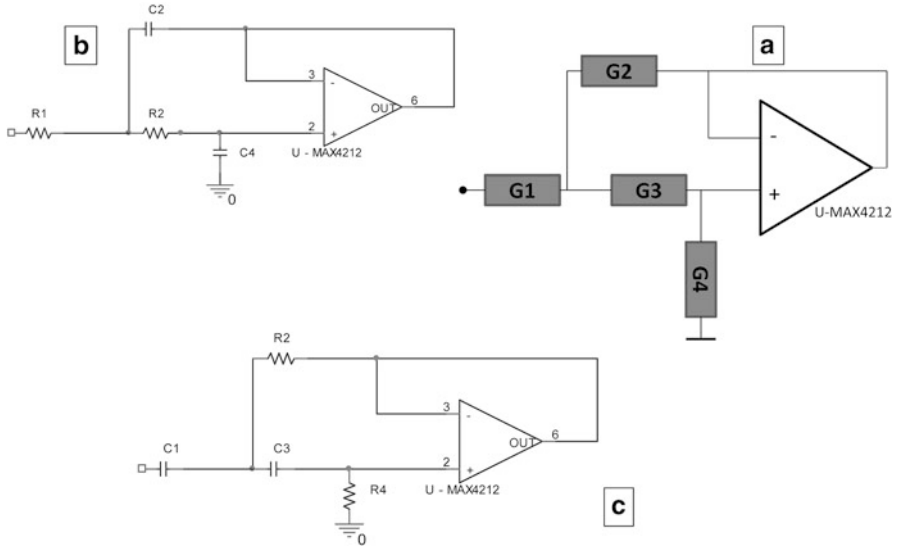 C2
b
3
-
OUT
6
R1
R2
2
+
C4
U - MAX4212
0
a
G2
-
G1
G3
+
U-MAX4212
G4
R2
3
-
OUT
6
C1
C3
2
+
R4
U - MAX4212
0
c